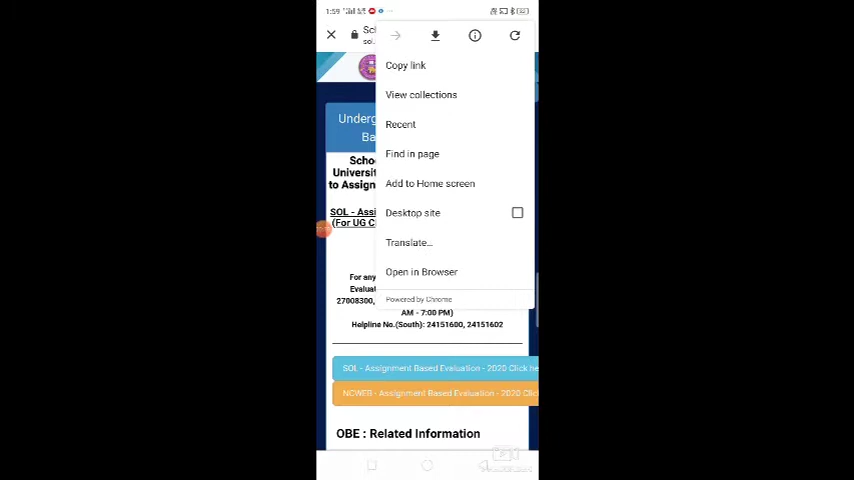 1:59
Sc
sol.
Copy link
View collections
Recent
Find in page
Add to Home screen
Desktop site
Translate...
Open in Browser
Powered by Chrome
Underg
Ba
Schoo
Universit
to Assign
SOL - Assi
(For UG C
For any
Evaluat
27008300,
AM - 7:00 PM)
Helpline No.(South): 24151600, 24151602
SOL - Assignment Based Evaluation - 2020 Click he
NCWEB - Assignment Based Evaluation - 2020 Clic
OBE : Related Information